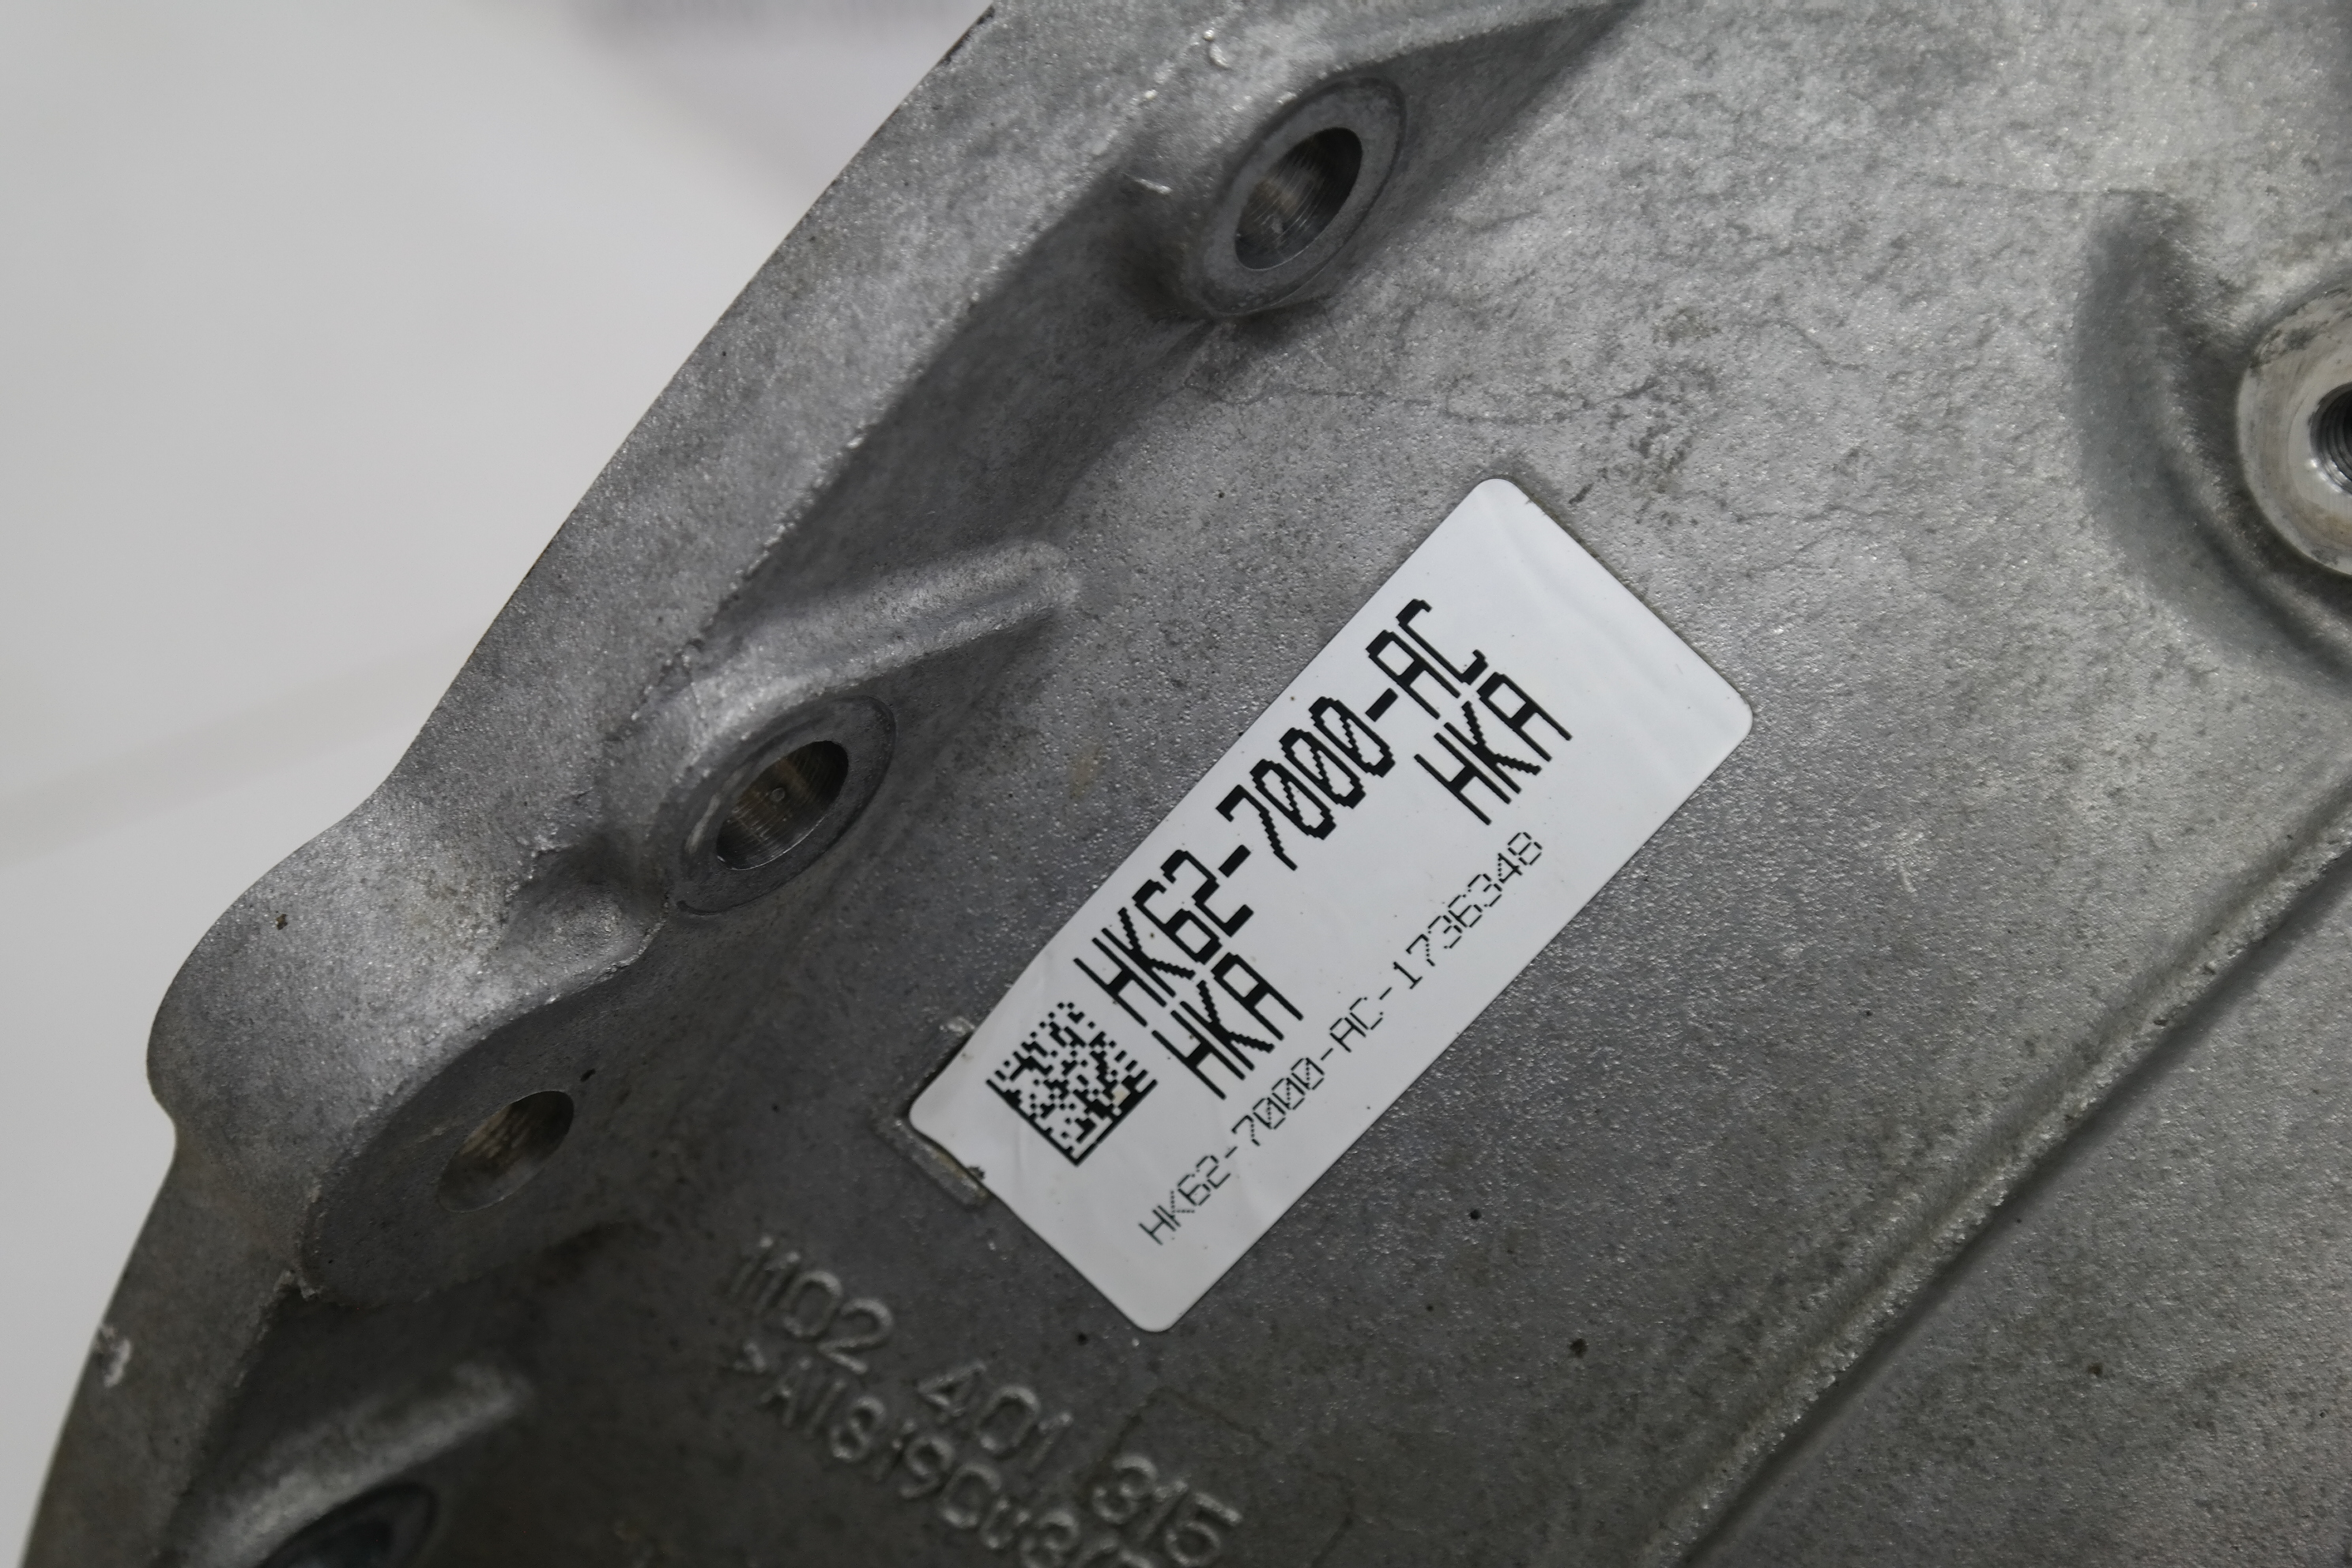 HK62-7000-AC
HKA HKA
HK62-7000-AC-1736348
1102 401 315